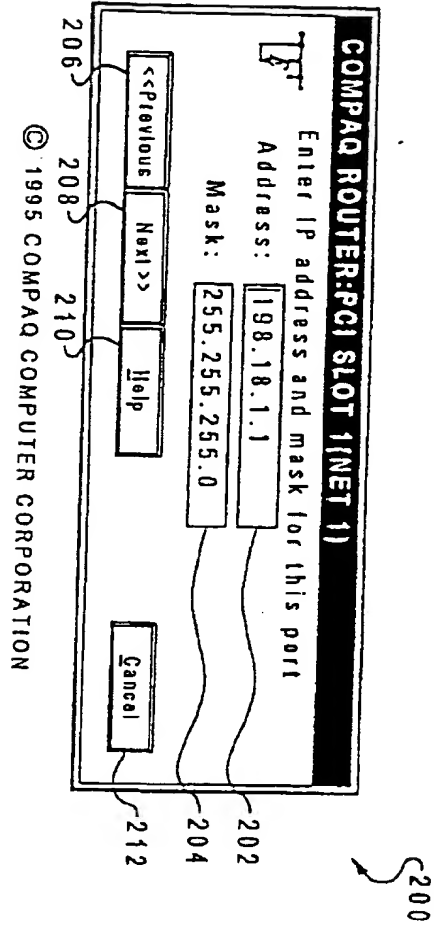 200
COMPAQ ROUTER:PCI SLOT 1(NET 1)
Enter IP address and mask for this port
Address: 198.18.1.1
202
Mask: 255.255.255.0
204
<<Previous Next>> Help Cancel
206 208 210 212
© 1995 COMPAQ COMPUTER CORPORATION